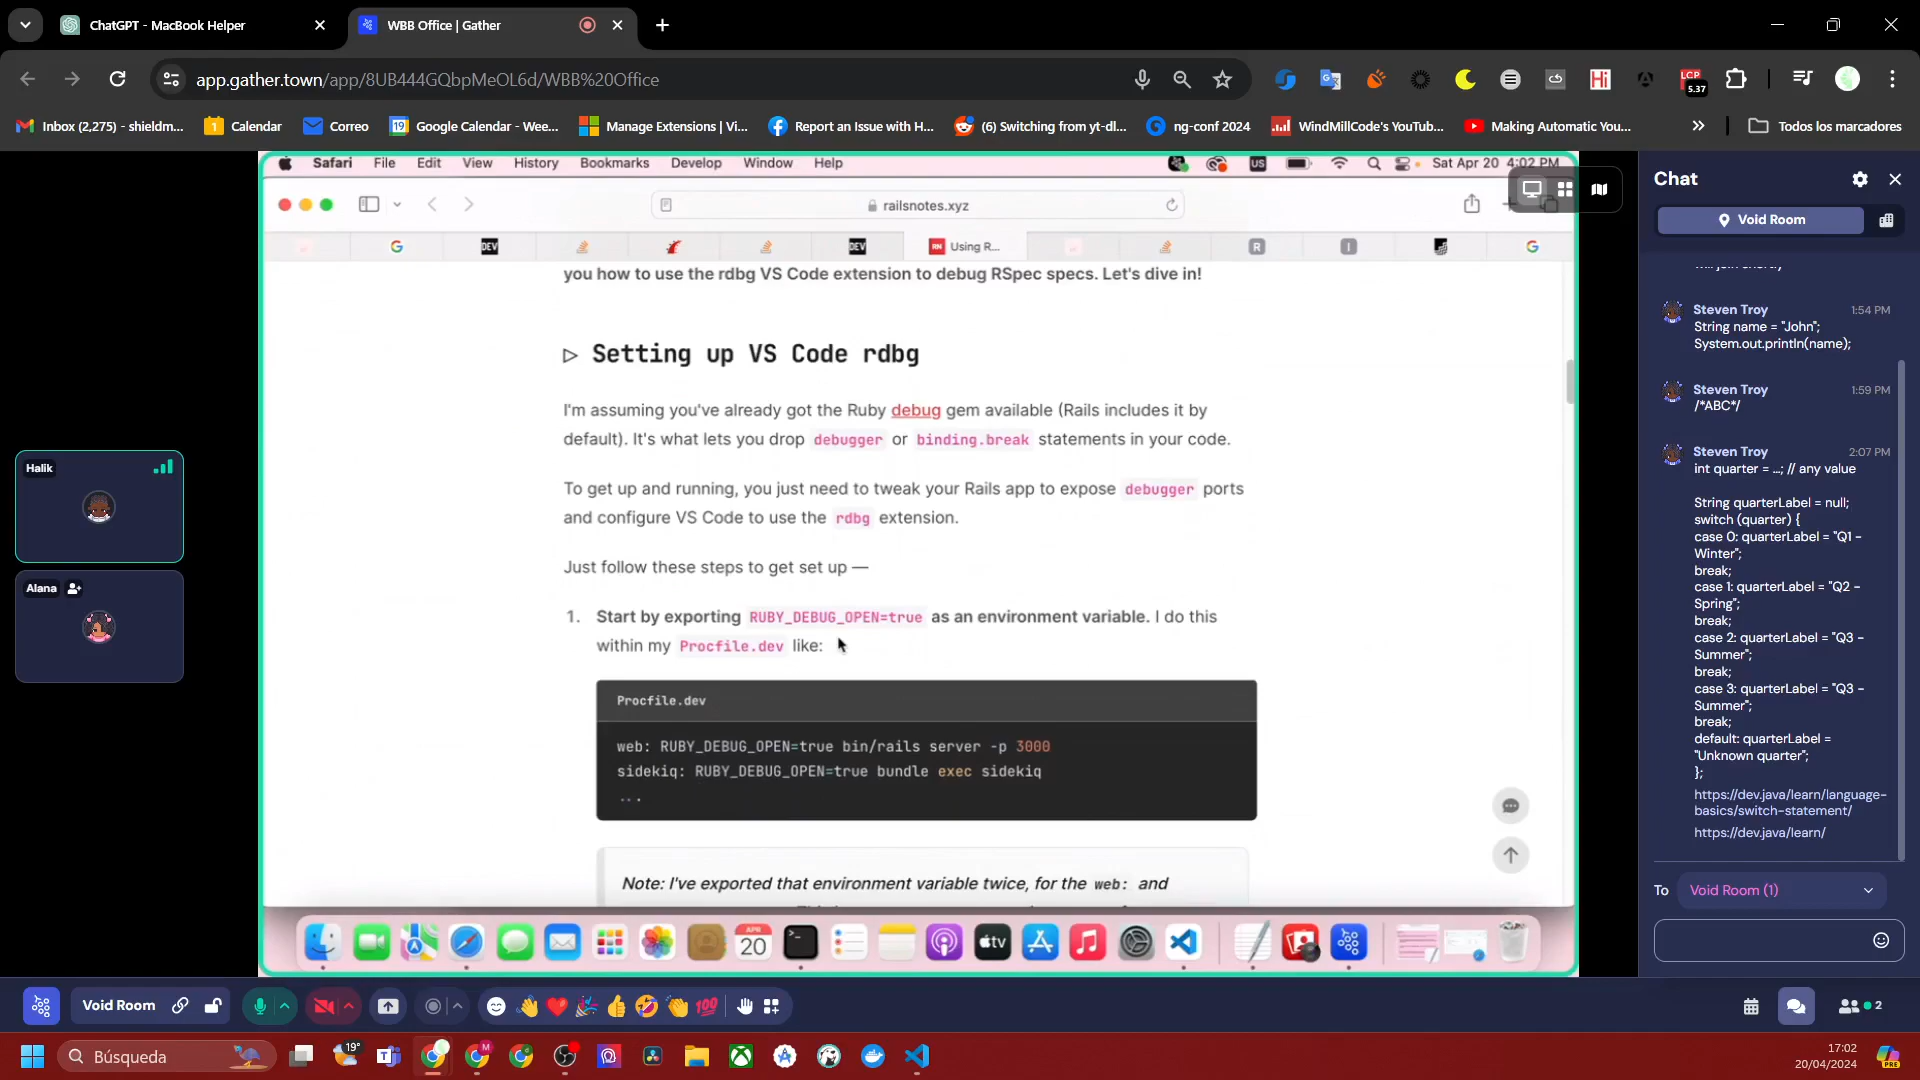 ChatGPT - MacBook Helper
WBB Office | Gather
app.gather.town/app/8UB444GQbpMeOL6d/WBB%20Office
LCP
5.37
Inbox (2,275) - shieldm...
Calendar
Correo
Google Calendar - Wee...
Manage Extensions | Vi...
Report an Issue with H...
(6) Switching from yt-dl...
ng-conf 2024
WindMillCode's YouTub...
Making Automatic You...
Todos los marcadores
Safari File Edit View History Bookmarks Develop Window Help
US
Sat Apr 20 4:02 PM
railsnotes.xyz
DEV
DEV
RN Using R...
R
I
you how to use the rdbg VS Code extension to debug RSpec specs. Let's dive in!
Setting up VS Code rdbg
I'm assuming you've already got the Ruby debug gem available (Rails includes it by
default). It's what lets you drop debugger or binding.break statements in your code.
To get up and running, you just need to tweak your Rails app to expose debugger ports
and configure VS Code to use the rdbg extension.
Just follow these steps to get set up —
1. Start by exporting RUBY_DEBUG_OPEN=true as an environment variable. I do this
within my Procfile.dev like:
Procfile.dev
web: RUBY_DEBUG_OPEN=true bin/rails server -p 3000
sidekiq: RUBY_DEBUG_OPEN=true bundle exec sidekiq
...
Note: I've exported that environment variable twice, for the web: and
Halik
Alana
APR
20
tv
Chat
Void Room
Steven Troy 1:54 PM
String name = "John";
System.out.println(name);
Steven Troy 1:59 PM
/*ABC*/
Steven Troy 2:07 PM
int quarter = ...; // any value
String quarterLabel = null;
switch (quarter) {
case 0: quarterLabel = "Q1 -
Winter";
break;
case 1: quarterLabel = "Q2 -
Spring";
break;
case 2: quarterLabel = "Q3 -
Summer";
break;
case 3: quarterLabel = "Q3 -
Summer";
break;
default: quarterLabel =
"Unknown quarter";
};
https://dev.java/learn/language-
basics/switch-statement/
https://dev.java/learn/
To Void Room (1)
Void Room
2
Búsqueda
19°
17:02
20/04/2024
PRE